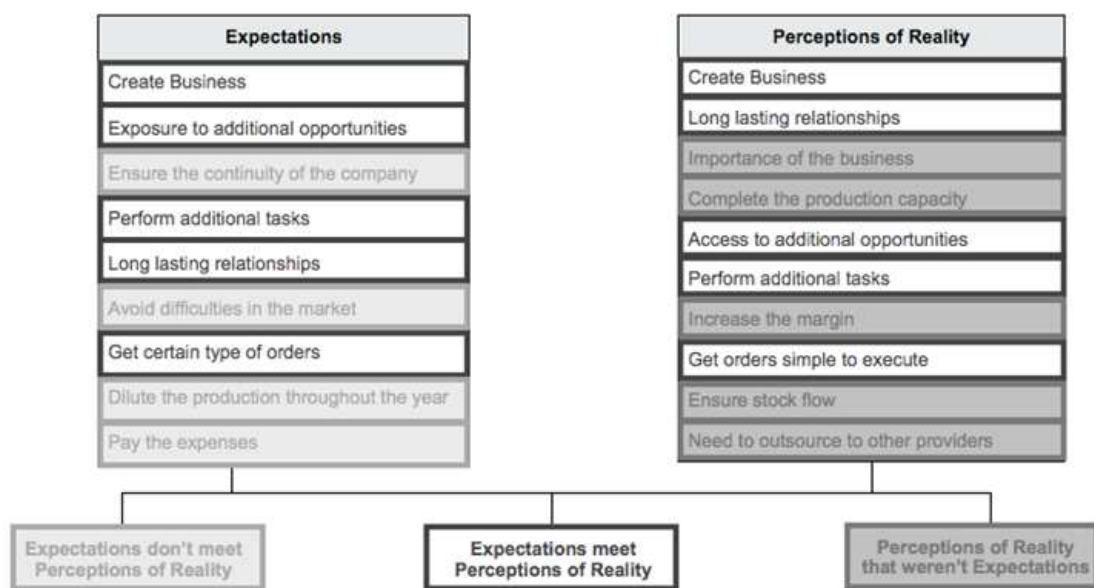 Expectations
Create Business
Exposure to additional opportunities
Ensure the continuity of the company
Perform additional tasks
Long lasting relationships
Avoid difficulties in the market
Get certain type of orders
Dilute the production throughout the year
Pay the expenses
Perceptions of Reality
Create Business
Long lasting relationships
Importance of the business
Complete the production capacity
Access to additional opportunities
Perform additional tasks
Increase the margin
Get orders simple to execute
Ensure stock flow
Need to outsource to other providers
Expectations don't meet
Perceptions of Reality
Expectations meet
Perceptions of Reality
Perceptions of Reality
that weren't Expectations